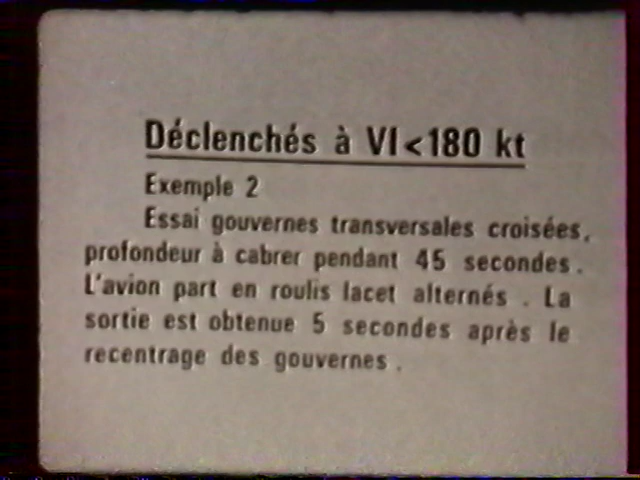 Déclenchés à VI<180 kt
Exemple 2
Essai gouvernes transversales croisées,
profondeur à cabrer pendant 45 secondes.
L'avion part en roulis lacet alternés . La
sortie est obtenue 5 secondes après le
recentrage des gouvernes .